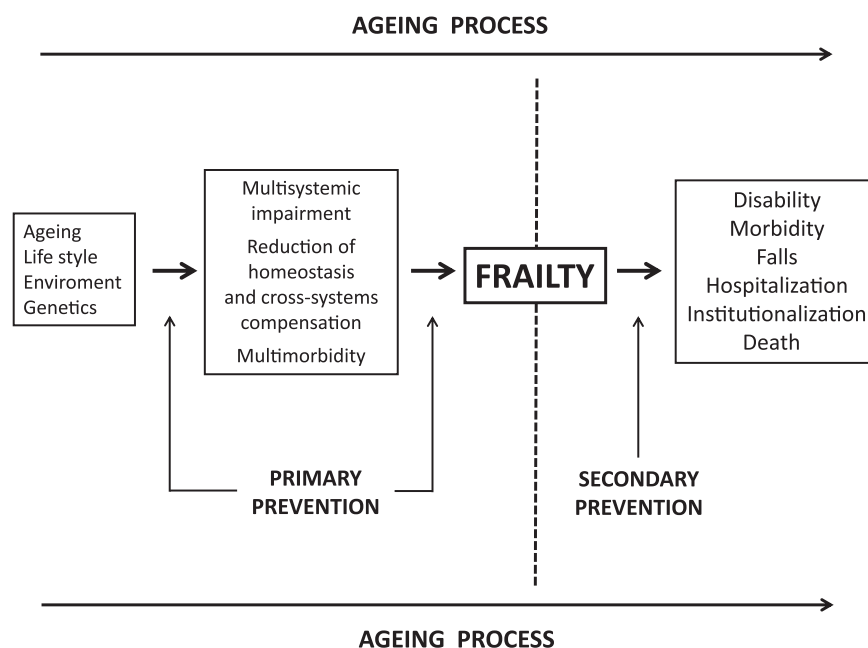 AGEING PROCESS
Ageing
Life style
Enviroment
Genetics
Multisystemic
impairment
Reduction of
homeostasis
and cross-systems
compensation
Multimorbidity
FRAILTY
Disability
Morbidity
Falls
Hospitalization
Institutionalization
Death
PRIMARY
PREVENTION
SECONDARY
PREVENTION
AGEING PROCESS